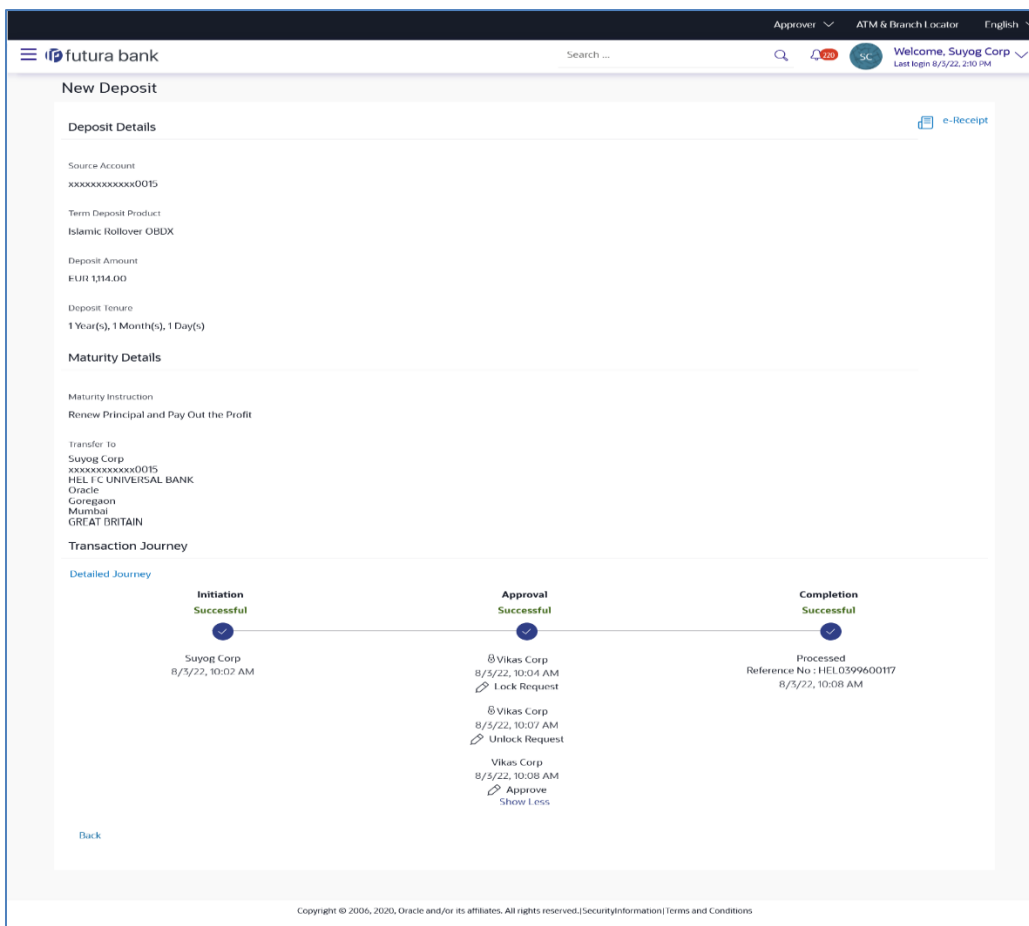 Approver ATM & Branch Locator English
futura bank Search ... 220 SC Welcome, Suyog Corp
Last login 8/3/22, 2:10 PM
New Deposit
Deposit Details e-Receipt
Source Account
xxxxxxxxxxxx0015
Term Deposit Product
Islamic Rollover OBDX
Deposit Amount
EUR 1,114.00
Deposit Tenure
1 Year(s), 1 Month(s), 1 Day(s)
Maturity Details
Maturity Instruction
Renew Principal and Pay Out the Profit
Transfer To
Suyog Corp
xxxxxxxxxxxx0015
HEL FC UNIVERSAL BANK
Oracle
Goregaon
Mumbai
GREAT BRITAIN
Transaction Journey
Detailed Journey
Initiation Approval Completion
Successful Successful Successful
Suyog Corp Vikas Corp Processed
8/3/22, 10:02 AM 8/3/22, 10:04 AM Reference No : HEL0399600117
Lock Request 8/3/22, 10:08 AM
Vikas Corp
8/3/22, 10:07 AM
Unlock Request
Vikas Corp
8/3/22, 10:08 AM
Approve
Show Less
Back
Copyright © 2006, 2020, Oracle and/or its affiliates. All rights reserved.|SecurityInformation|Terms and Conditions